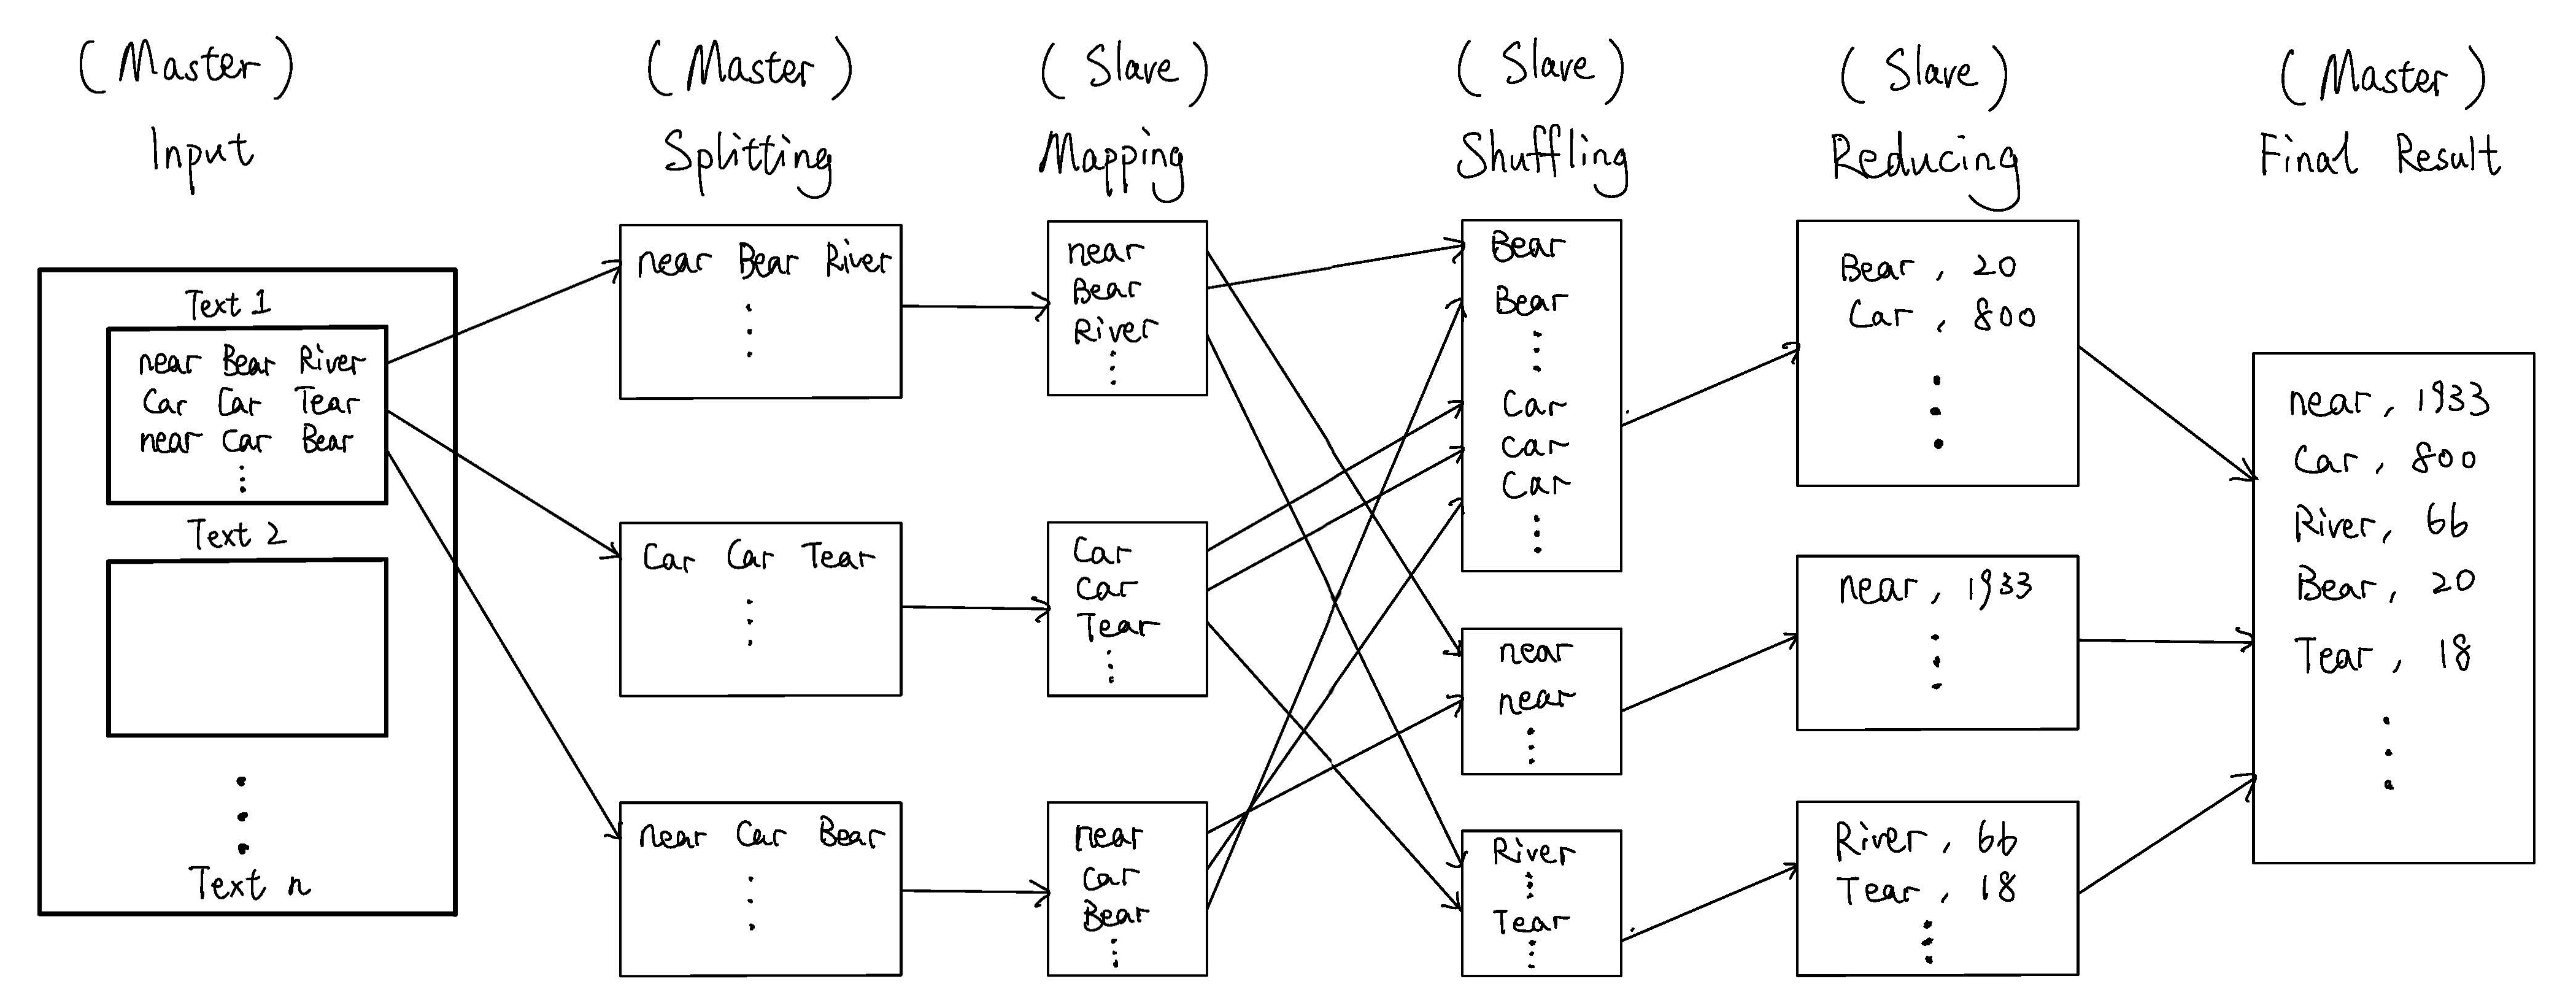 (Master)
Input
(Master)
Splitting
(Slave)
Mapping
(Slave)
Shuffling
(Slave)
Reducing
(Master)
Final Result
Text 1
near Bear River
Car Car Tear
near Car Bear
Text 2
Text n
near Bear River
Car Car Tear
near Car Bear
near
Bear
River
Car
Car
Tear
near
Car
Bear
Bear
Bear
Car
Car
Car
near
near
River
Tear
Bear, 20
Car, 800
near, 1933
River, 66
Tear, 18
near, 1933
Car, 800
River, 66
Bear, 20
Tear, 18